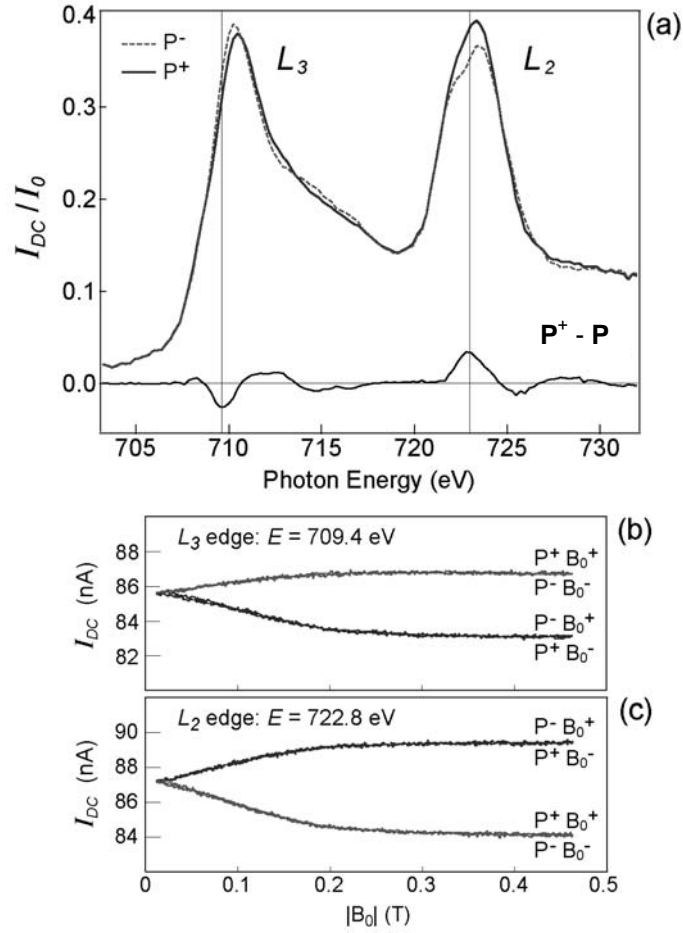 (a)
P-
P+
L3
L2
0.4
0.3
0.2
0.1
0.0
IDC / I0
P+ - P
705
710
715
720
725
730
Photon Energy (eV)
(b)
L3 edge: E = 709.4 eV
88
86
84
82
IDC (nA)
P+ B0+
P- B0-
P- B0+
P+ B0-
(c)
L2 edge: E = 722.8 eV
90
88
86
84
IDC (nA)
P- B0+
P+ B0-
P+ B0+
P- B0-
0
0.1
0.2
0.3
0.4
0.5
|B0| (T)